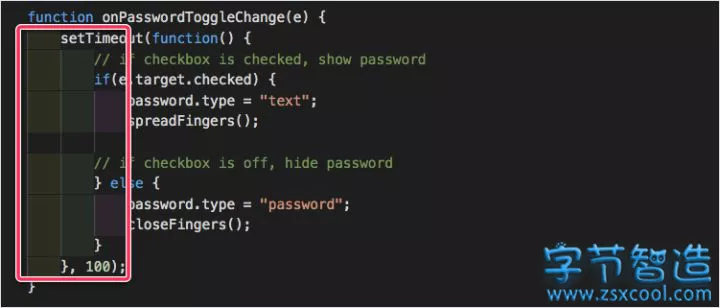 function onPasswordToggleChange(e) {
    setTimeout(function() {
        // if checkbox is checked, show password
        if(e.target.checked) {
            password.type = "text";
            spreadFingers();

        // if checkbox is off, hide password
        } else {
            password.type = "password";
            closeFingers();
        }
    }, 100);
}
字节智造
www.zsxcool.com